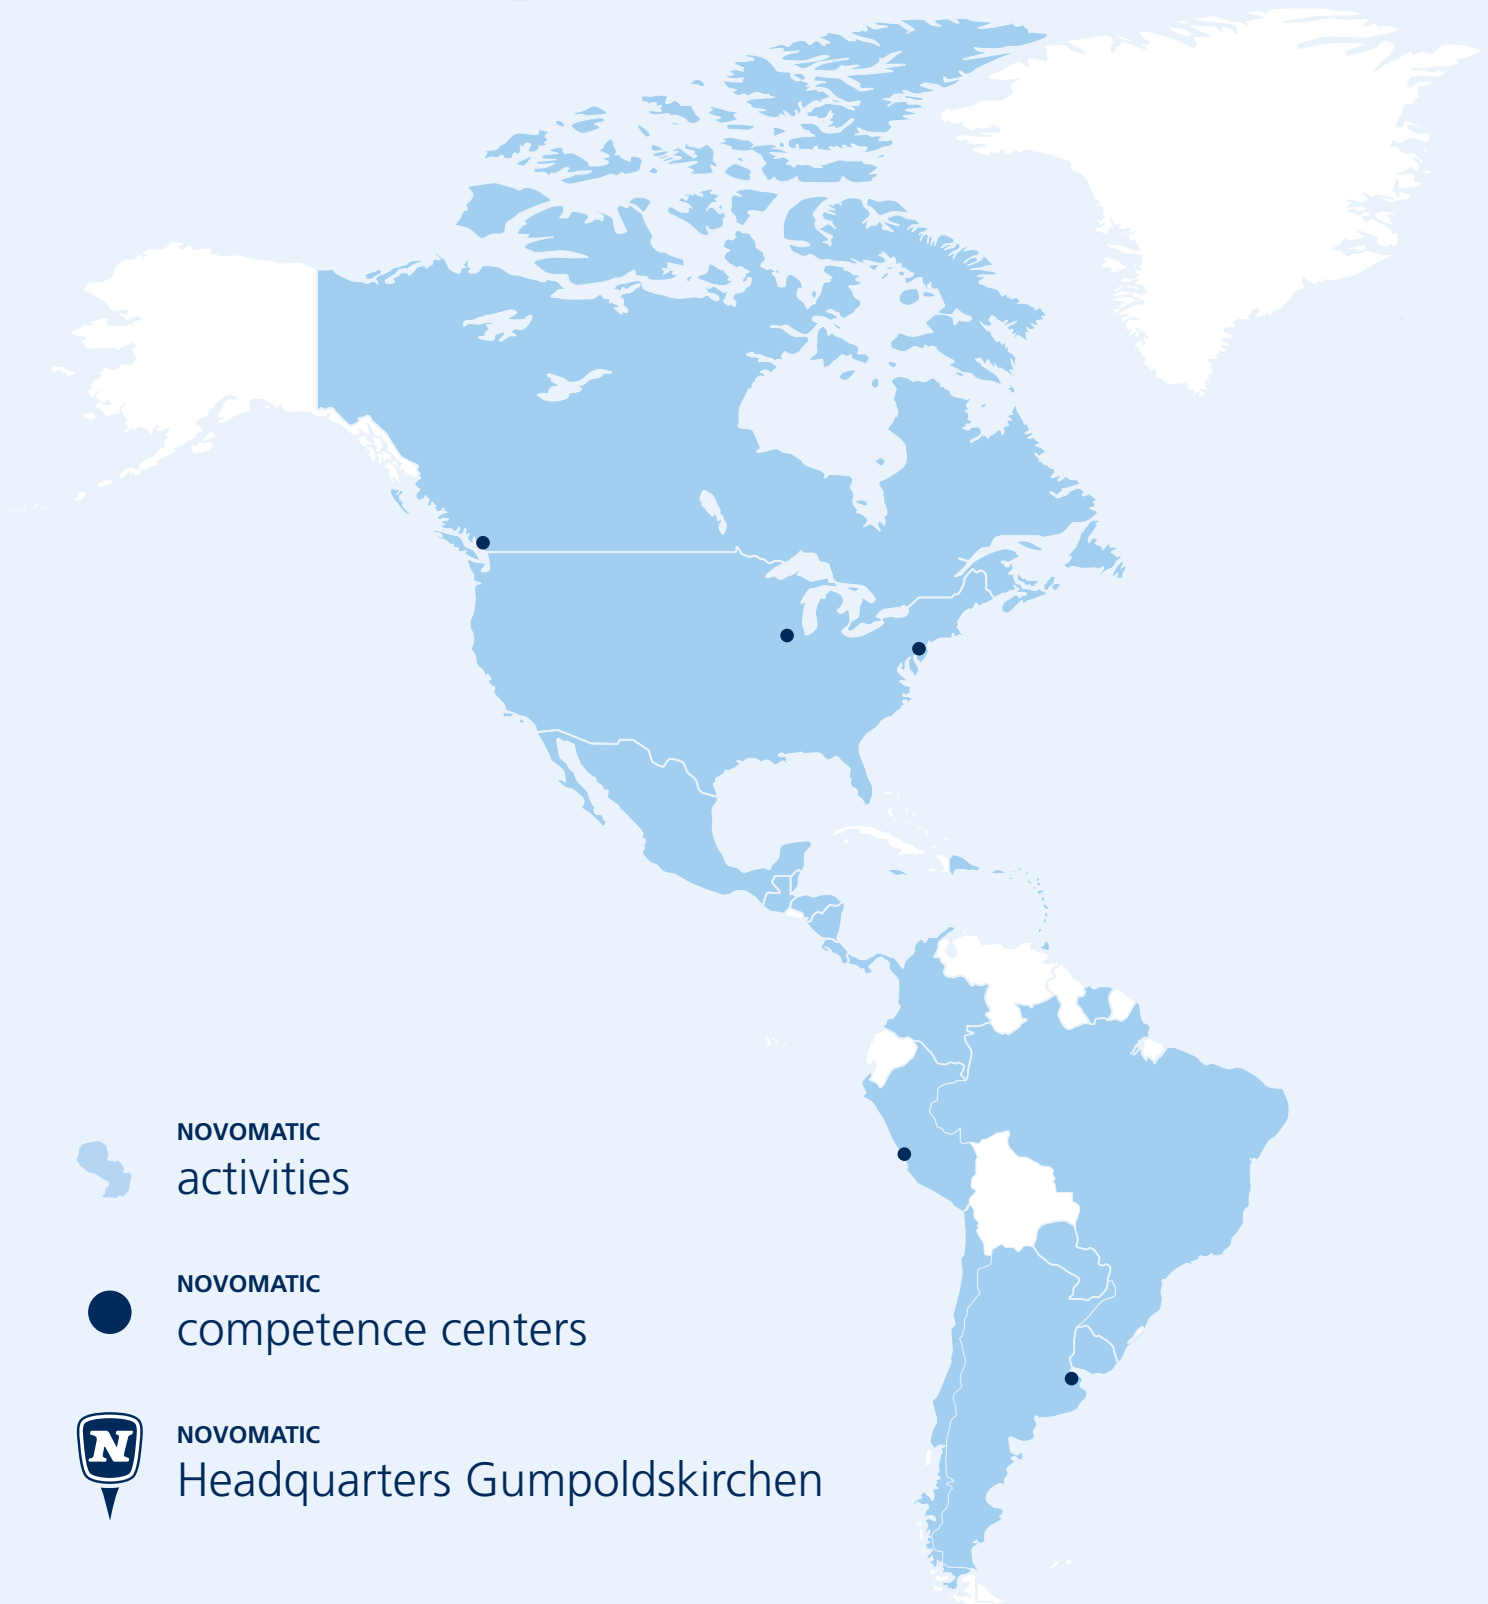 NOVOMATIC
activities
NOVOMATIC
competence centers
N
NOVOMATIC
Headquarters Gumpoldskirchen